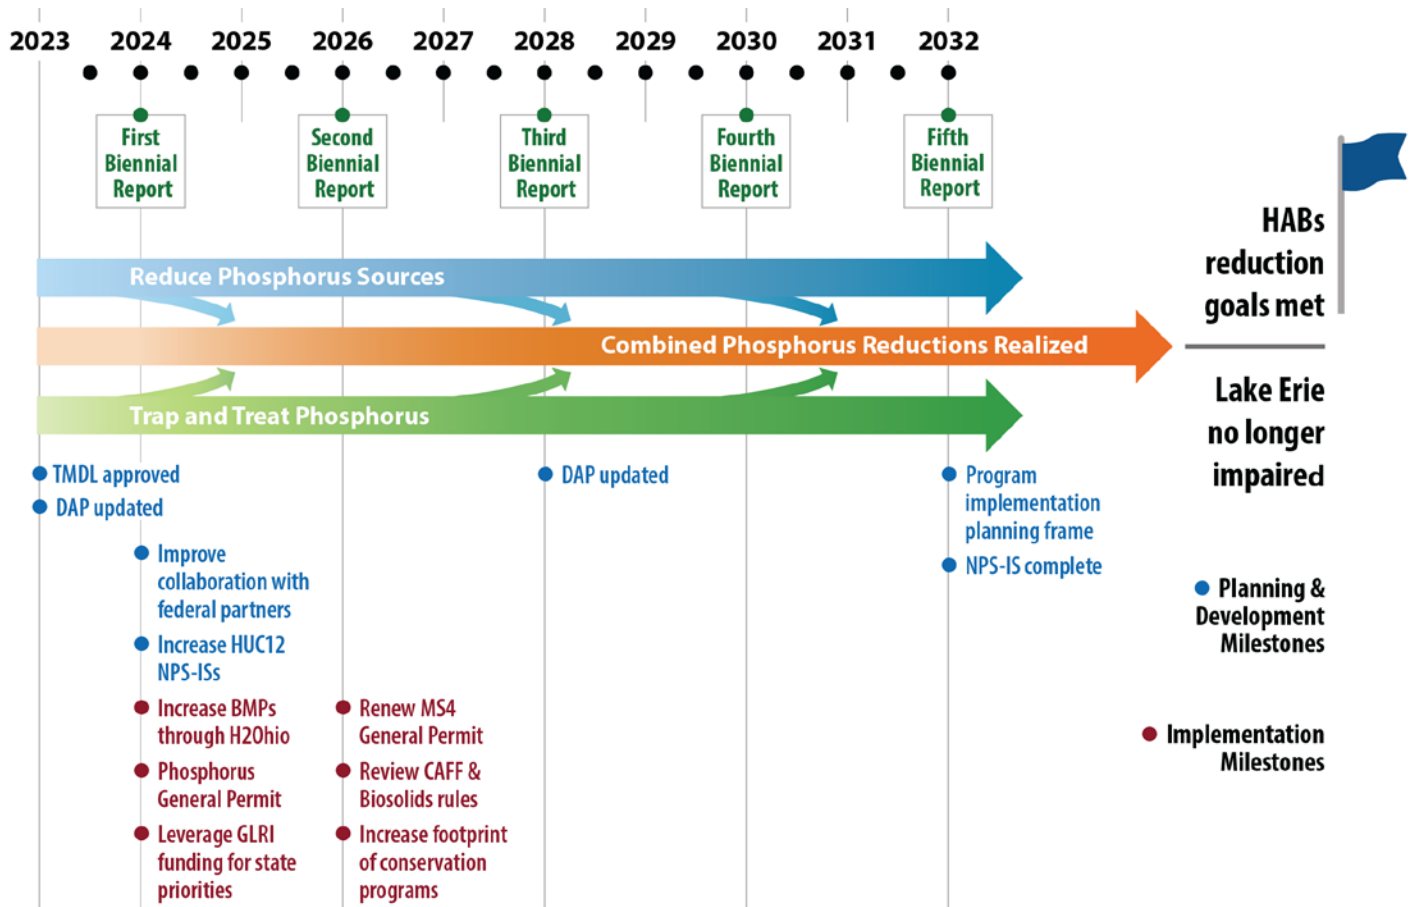 2023 2024 2025 2026 2027 2028 2029 2030 2031 2032
First
Biennial
Report
Second
Biennial
Report
Third
Biennial
Report
Fourth
Biennial
Report
Fifth
Biennial
Report
Reduce Phosphorus Sources
Combined Phosphorus Reductions Realized
Trap and Treat Phosphorus
HABs
reduction
goals met
Lake Erie
no longer
impaired
TMDL approved
DAP updated
Improve
collaboration with
federal partners
Increase HUC12
NPS-ISs
Increase BMPs
through H2Ohio
Phosphorus
General Permit
Leverage GLRI
funding for state
priorities
Renew MS4
General Permit
Review CAFF &
Biosolids rules
Increase footprint
of conservation
programs
DAP updated
Program
implementation
planning frame
NPS-IS complete
Planning &
Development
Milestones
Implementation
Milestones